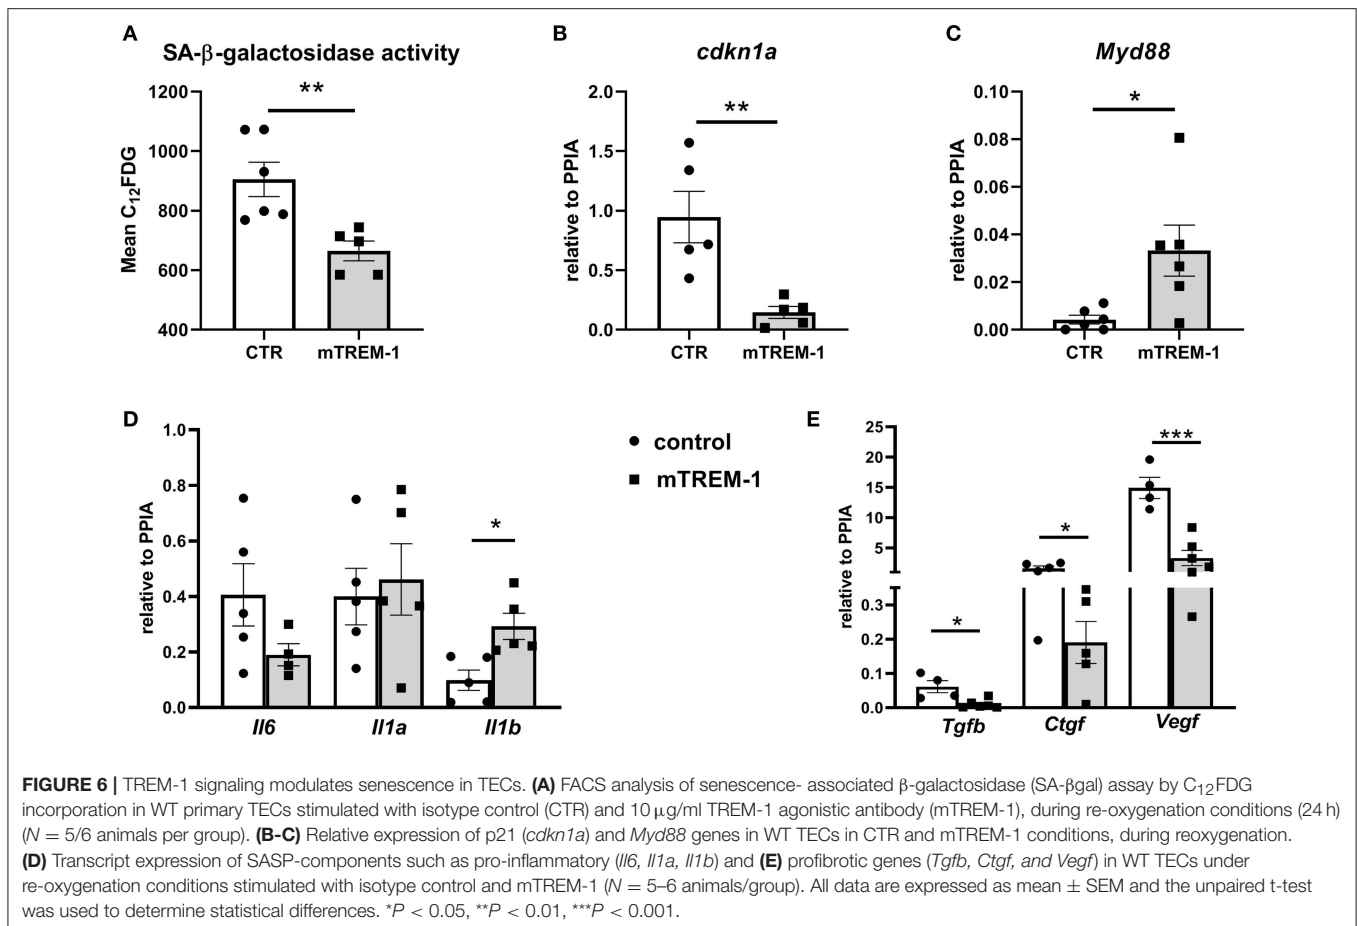 A
SA-β-galactosidase activity
**
1200
1000
800
600
400
Mean C₁₂FDG
CTR
mTREM-1
B
cdkn1a
**
2.0
1.5
1.0
0.5
0.0
relative to PPIA
CTR
mTREM-1
C
Myd88
*
0.10
0.08
0.06
0.04
0.02
0.00
relative to PPIA
CTR
mTREM-1
D
1.0
0.8
0.6
0.4
0.2
0.0
relative to PPIA
*
Il6
Il1a
Il1b
control
mTREM-1
E
25
20
15
10
5
0.3
0.2
0.1
0.0
relative to PPIA
*
*
***
Tgfb
Ctgf
Vegf
FIGURE 6 | TREM-1 signaling modulates senescence in TECs. (A) FACS analysis of senescence- associated β-galactosidase (SA-βgal) assay by C₁₂FDG
incorporation in WT primary TECs stimulated with isotype control (CTR) and 10 μg/ml TREM-1 agonistic antibody (mTREM-1), during re-oxygenation conditions (24 h)
(N = 5/6 animals per group). (B-C) Relative expression of p21 (cdkn1a) and Myd88 genes in WT TECs in CTR and mTREM-1 conditions, during reoxygenation.
(D) Transcript expression of SASP-components such as pro-inflammatory (Il6, Il1a, Il1b) and (E) profibrotic genes (Tgfb, Ctgf, and Vegf) in WT TECs under
re-oxygenation conditions stimulated with isotype control and mTREM-1 (N = 5–6 animals/group). All data are expressed as mean ± SEM and the unpaired t-test
was used to determine statistical differences. *P < 0.05, **P < 0.01, ***P < 0.001.